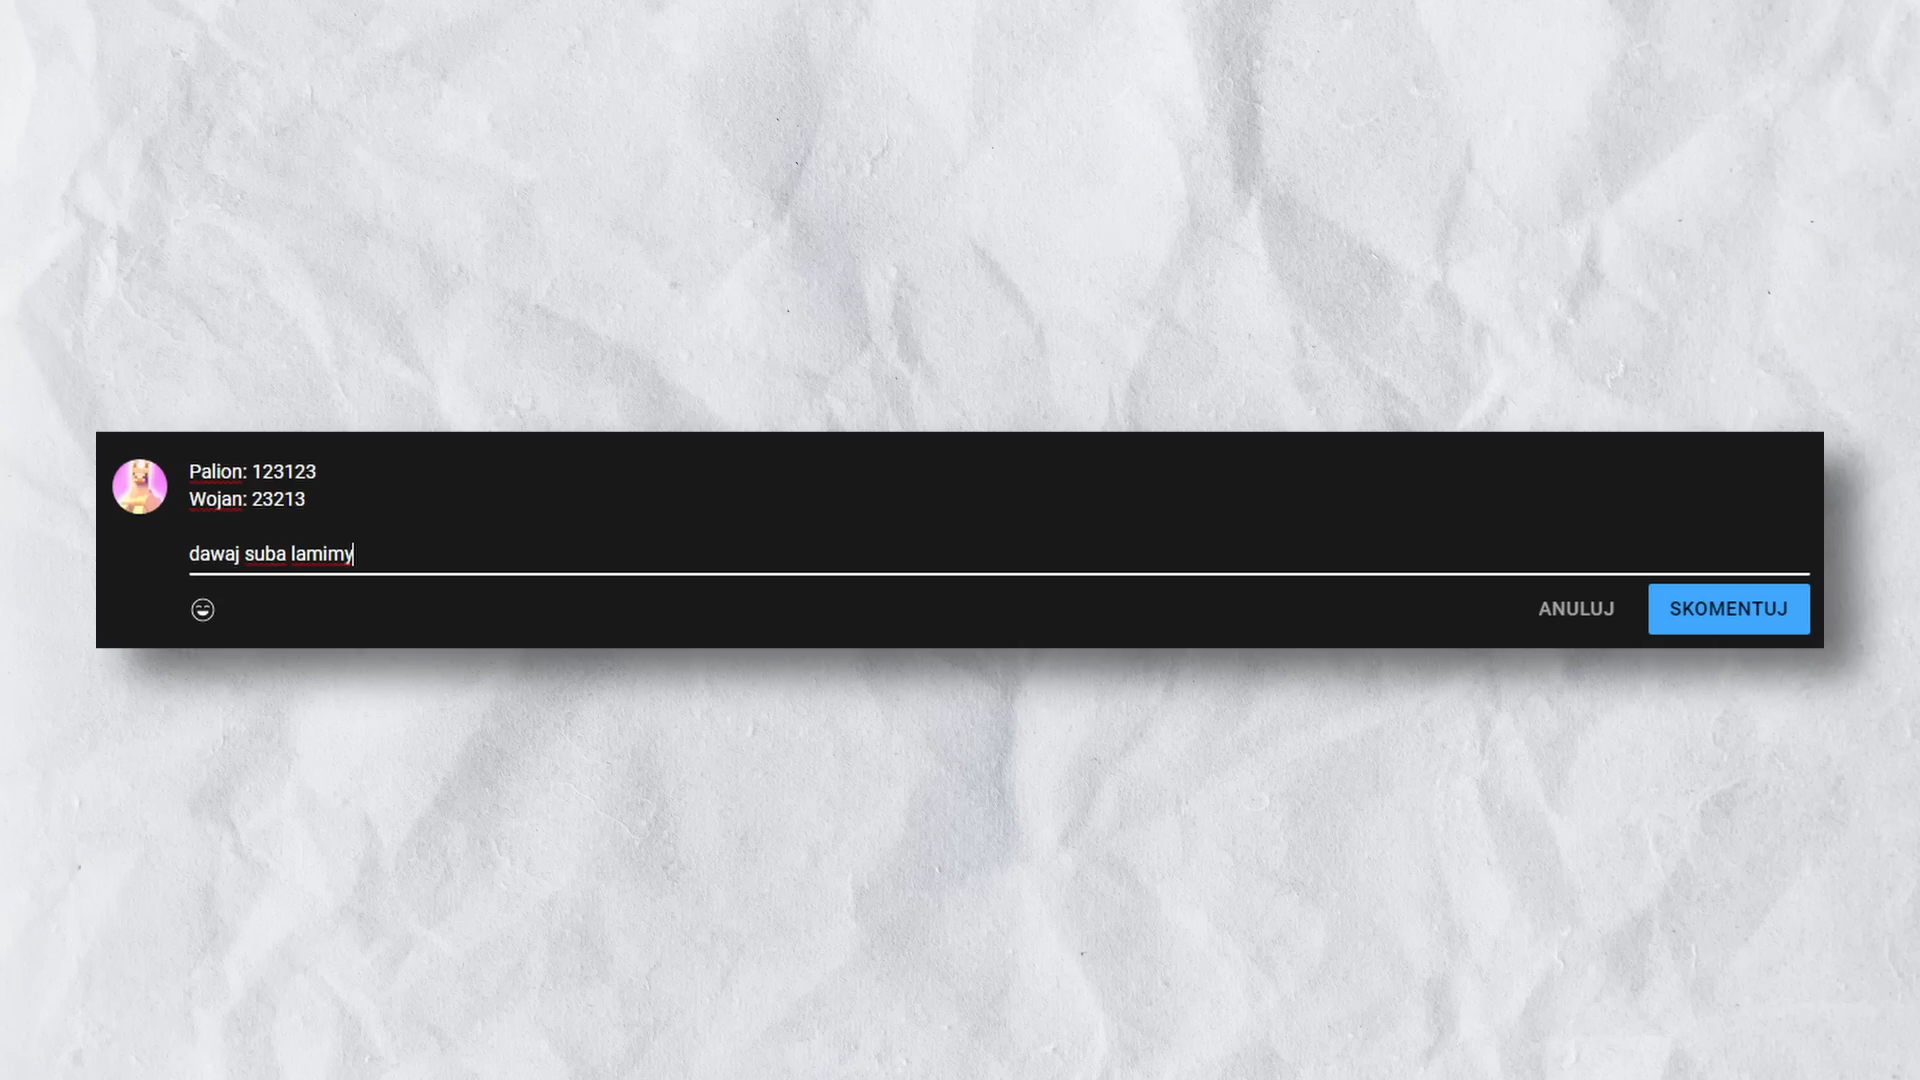 Palion: 123123
Wojan: 23213
dawaj suba lamimy
ANULUJ SKOMENTUJ